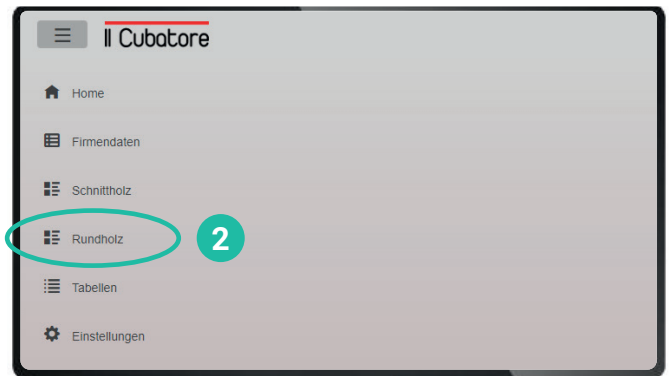 Il Cubatore
Home
Firmendaten
Schnittholz
Rundholz
2
Tabellen
Einstellungen